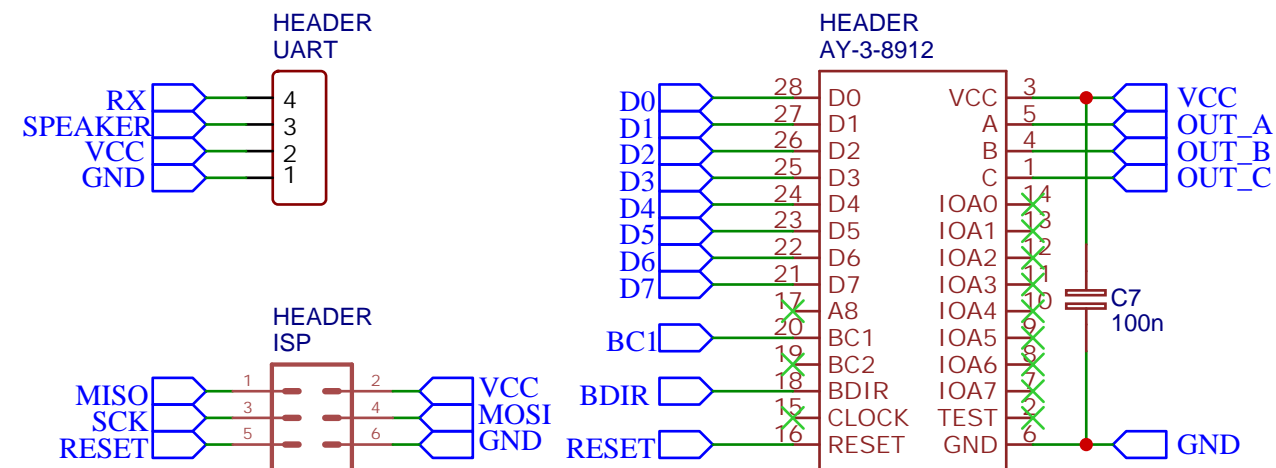 HEADER
UART
RX 4
SPEAKER 3
VCC 2
GND 1
HEADER
ISP
MISO 1 2 VCC
SCK 3 4 MOSI
RESET 5 6 GND
HEADER
AY-3-8912
D0 28 D0 VCC 3 VCC
D1 27 D1 A 5 OUT_A
D2 26 D2 B 4 OUT_B
D3 25 D3 C 1 OUT_C
D4 24 D4 IOA0 14
D5 23 D5 IOA1 13
D6 22 D6 IOA2 12
D7 21 D7 IOA3 11
17 A8 IOA4 10
BC1 20 BC1 IOA5 9
19 BC2 IOA6 8
BDIR 18 BDIR IOA7 7
15 CLOCK TEST 2
RESET 16 RESET GND 6 GND
C7
100n